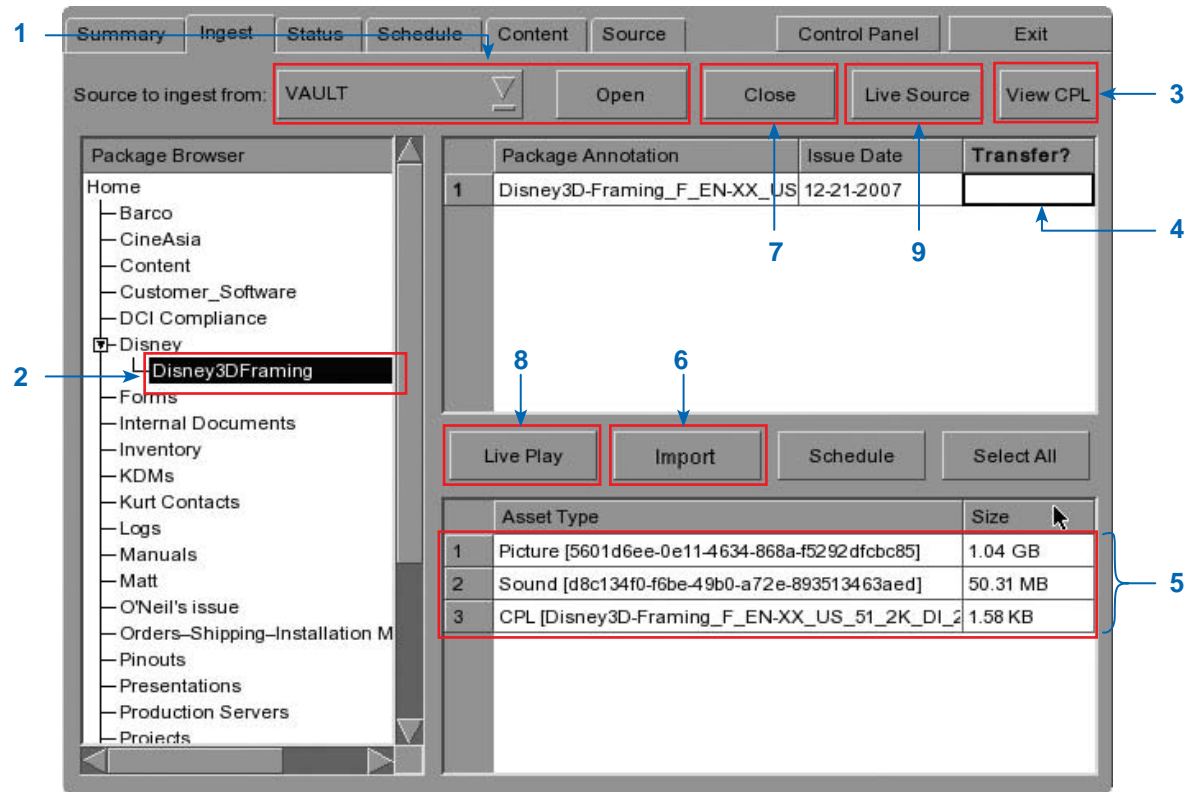 1
Summary Ingest Status Schedule Content Source Control Panel Exit
Source to ingest from: VAULT Open Close Live Source View CPL
3
Package Browser
Home
Barco
CineAsia
Content
Customer_Software
DCI Compliance
Disney
2
Disney3DFraming
Forms
Internal Documents
Inventory
KDMs
Kurt Contacts
Logs
Manuals
Matt
O'Neil's issue
Orders–Shipping–Installation M
Pinouts
Presentations
Production Servers
Projects
Package Annotation Issue Date Transfer?
1 Disney3D-Framing_F_EN-XX_US 12-21-2007
4
7 9
8 6
Live Play Import Schedule Select All
Asset Type Size
1 Picture [5601d6ee-0e11-4634-868a-f5292dfcbc85] 1.04 GB
2 Sound [d8c134f0-f6be-49b0-a72e-893513463aed] 50.31 MB
3 CPL [Disney3D-Framing_F_EN-XX_US_51_2K_DI_2 1.58 KB
5